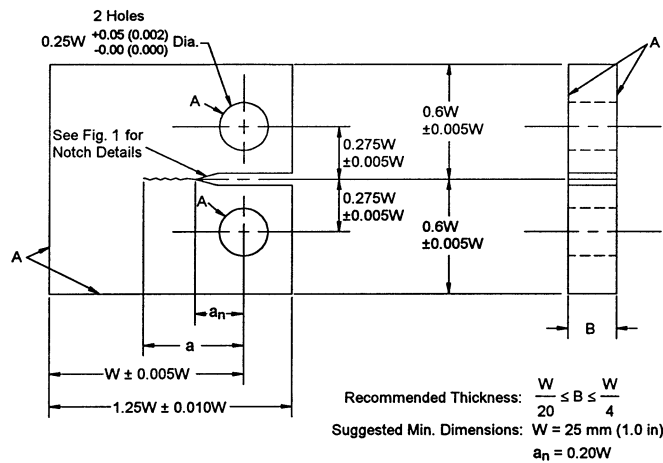 2 Holes
0.25W +0.05 (0.002) -0.00 (0.000) Dia.
A
A
A
0.6W
±0.005W
See Fig. 1 for
Notch Details
0.275W
±0.005W
0.275W
±0.005W
A
0.6W
±0.005W
A
an
B
a
W ± 0.005W
1.25W ± 0.010W
Recommended Thickness: W/20 ≤ B ≤ W/4
Suggested Min. Dimensions: W = 25 mm (1.0 in)
an = 0.20W